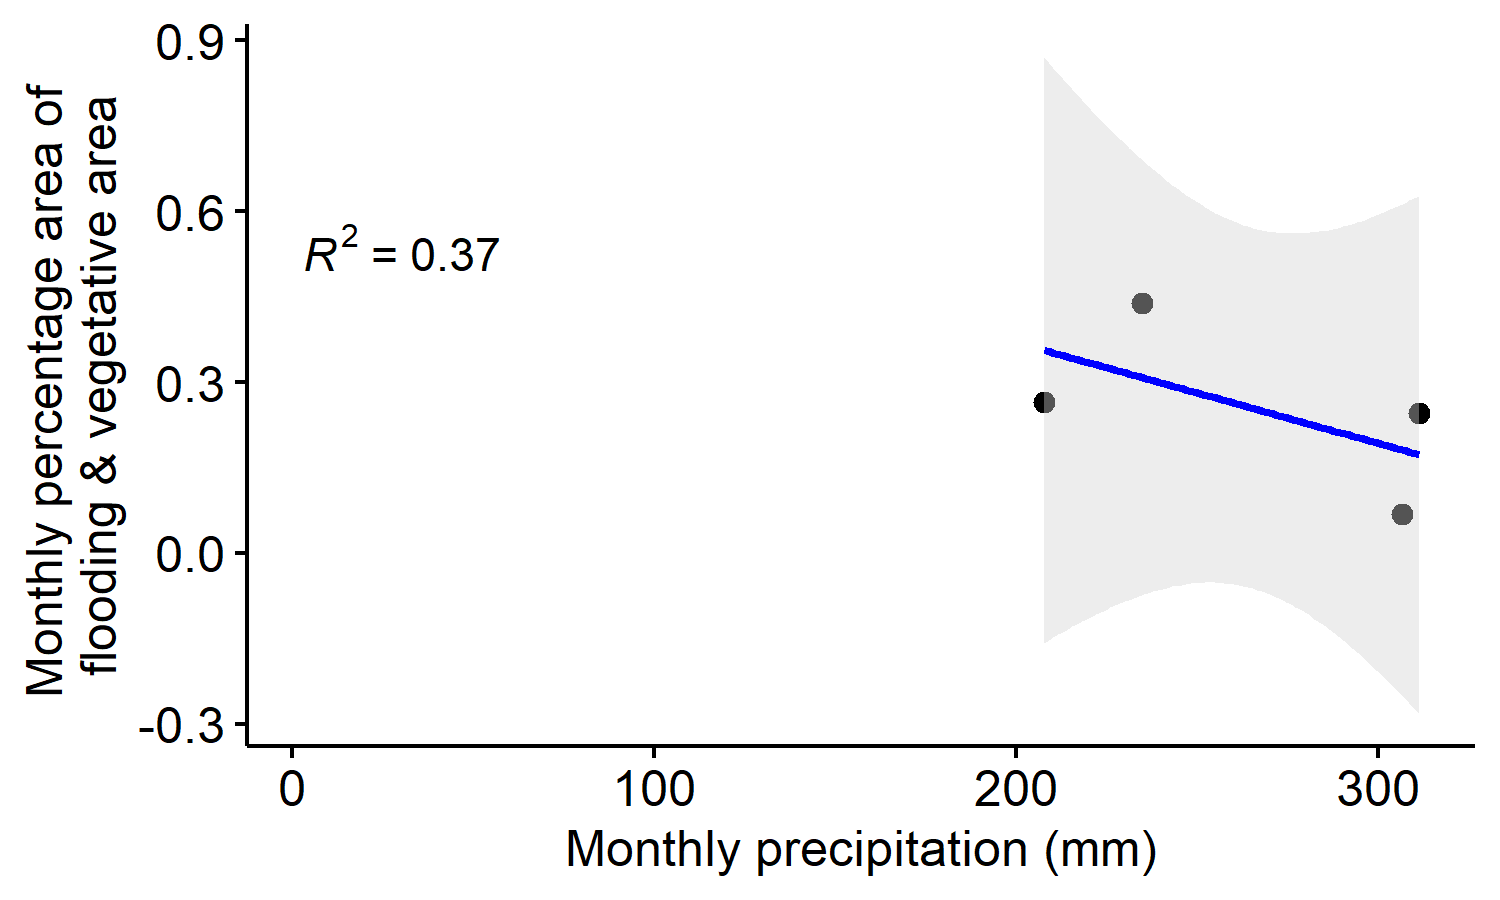 Monthly percentage area of
flooding & vegetative area
0.9
0.6
0.3
0.0
-0.3
R² = 0.37
0 100 200 300
Monthly precipitation (mm)